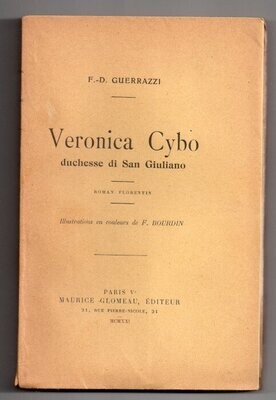 F.-D. GUERRAZZI
Veronica Cybo
duchesse di San Giuliano
ROMAN FLORENTIN
Illustrations en couleurs de F. BOURDIN
PARIS Vᵉ
MAURICE GLOMEAU, ÉDITEUR
21, RUE PIERRE-NICOLE, 21
MCMXXI